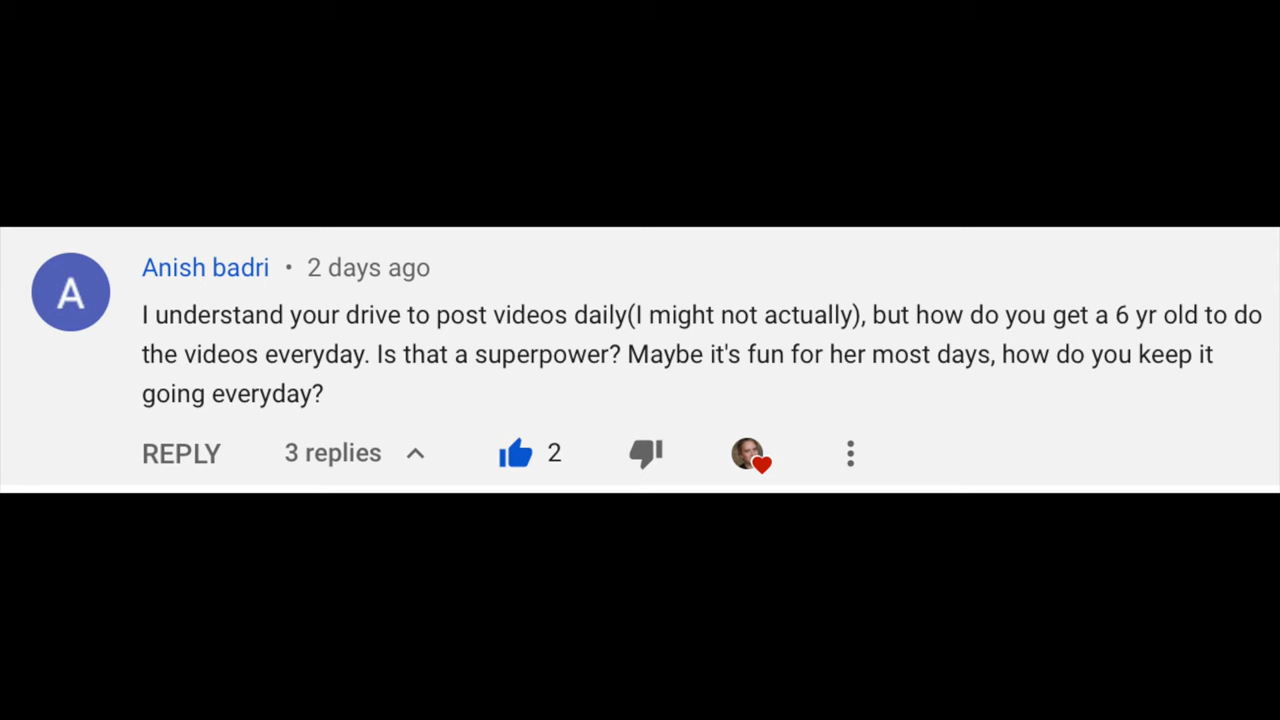 A
Anish badri • 2 days ago
I understand your drive to post videos daily(I might not actually), but how do you get a 6 yr old to do
the videos everyday. Is that a superpower? Maybe it's fun for her most days, how do you keep it
going everyday?
REPLY 3 replies 2